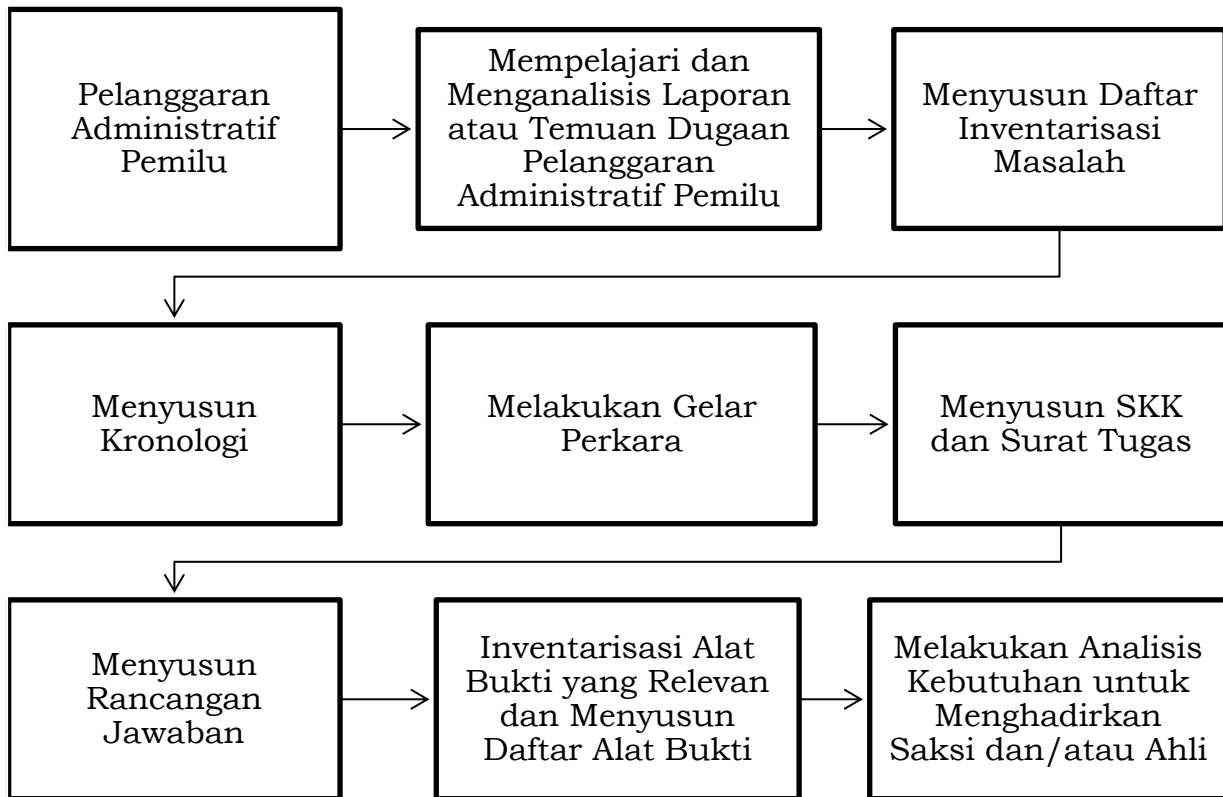 Pelanggaran
Administratif
Pemilu
Mempelajari dan
Menganalisis Laporan
atau Temuan Dugaan
Pelanggaran
Administratif Pemilu
Menyusun Daftar
Inventarisasi
Masalah
Menyusun
Kronologi
Melakukan Gelar
Perkara
Menyusun SKK
dan Surat Tugas
Menyusun
Rancangan
Jawaban
Inventarisasi Alat
Bukti yang Relevan
dan Menyusun
Daftar Alat Bukti
Melakukan Analisis
Kebutuhan untuk
Menghadirkan
Saksi dan/atau Ahli